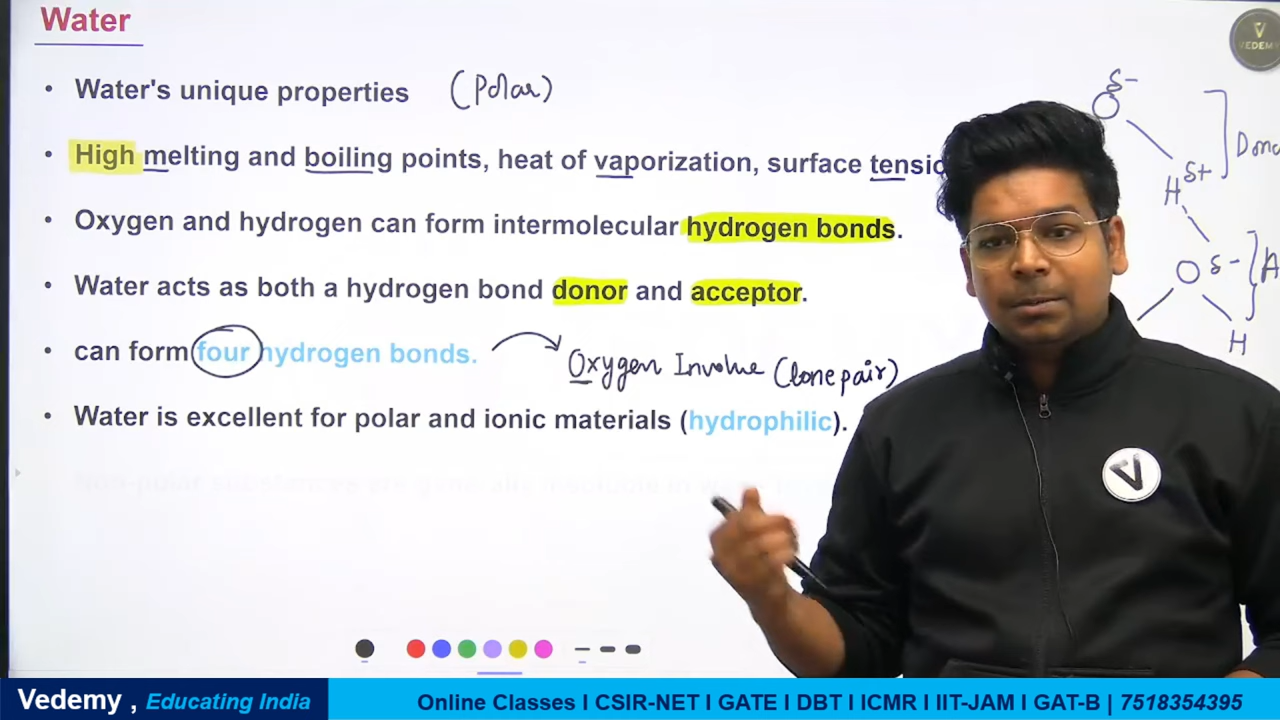 Water
VEDEMY
• Water's unique properties (Polar)
• High melting and boiling points, heat of vaporization, surface
• Oxygen and hydrogen can form intermolecular hydrogen bonds.
• Water acts as both a hydrogen bond donor and acceptor.
• can form four hydrogen bonds.
Oxygen Involve (lone pair)
• Water is excellent for polar and ionic materials (hydrophilic).
δ-
O
H δ+
O δ-
H
V
Vedemy , Educating India
Online Classes I CSIR-NET I GATE I DBT I ICMR I IIT-JAM I GAT-B | 7518354395